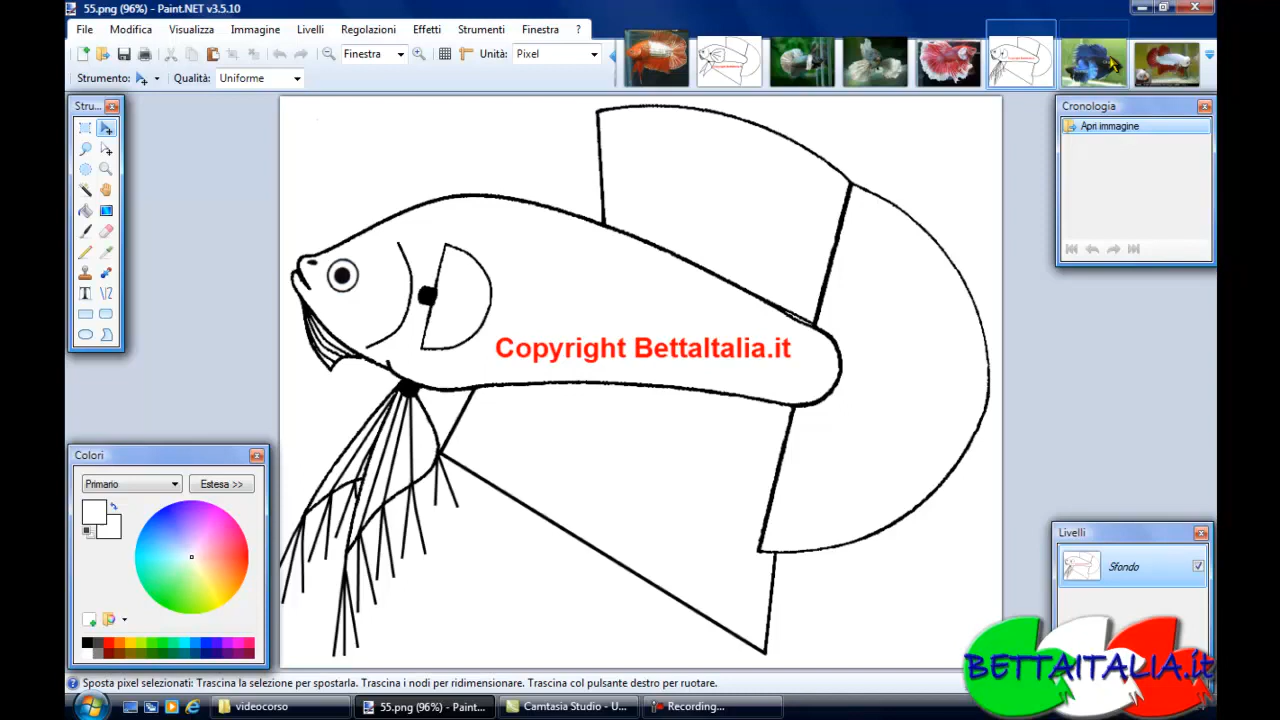 55.png (96%) - Paint.NET v3.5.10
File Modifica Visualizza Immagine Livelli Regolazioni Effetti Strumenti Finestra ?
Finestra Unità: Pixel
Strumento: Qualità: Uniforme
Stru...
Cronologia
Apri immagine
Copyright BettaItalia.it
Colori
Primario Estesa >>
Livelli
Sfondo
BETTAITALIA.it
Sposta pixel selezionati: Trascina la selezione per spostarla. Trascina i nodi per ridimensionare. Trascina col pulsante destro per ruotare.
videocorso 55.png (96%) - Paint... Camtasia Studio - U... Recording...